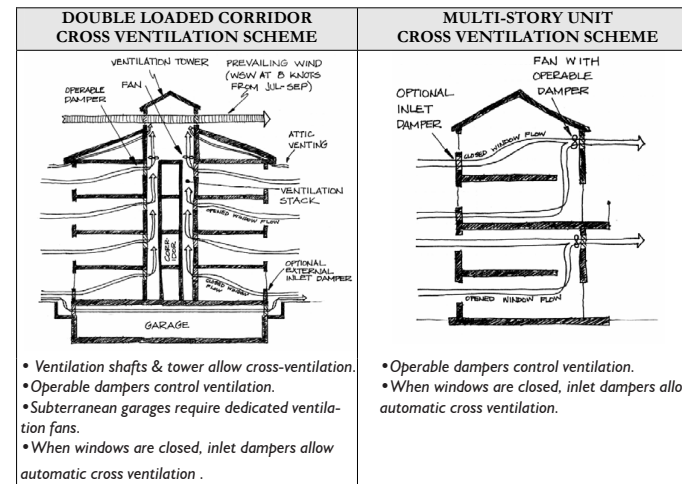 DOUBLE LOADED CORRIDOR
CROSS VENTILATION SCHEME
VENTILATION TOWER
PREVAILING WIND
(WSW AT 8 KNOTS
FROM JUL-SEP)
OPERABLE
DAMPER
FAN
ATTIC
VENTING
VENTILATION
STACK
OPENED WINDOW FLOW
CORRIDOR
OPTIONAL
EXTERNAL
INLET DAMPER
CLOSED WINDOW
FLOW
GARAGE
• Ventilation shafts & tower allow cross-ventilation.
•Operable dampers control ventilation.
•Subterranean garages require dedicated ventila-
tion fans.
•When windows are closed, inlet dampers allow
automatic cross ventilation .
MULTI-STORY UNIT
CROSS VENTILATION SCHEME
FAN WITH
OPERABLE
DAMPER
OPTIONAL
INLET
DAMPER
CLOSED WINDOW FLOW
OPENED WINDOW FLOW
•Operable dampers control ventilation.
•When windows are closed, inlet dampers allo
automatic cross ventilation.